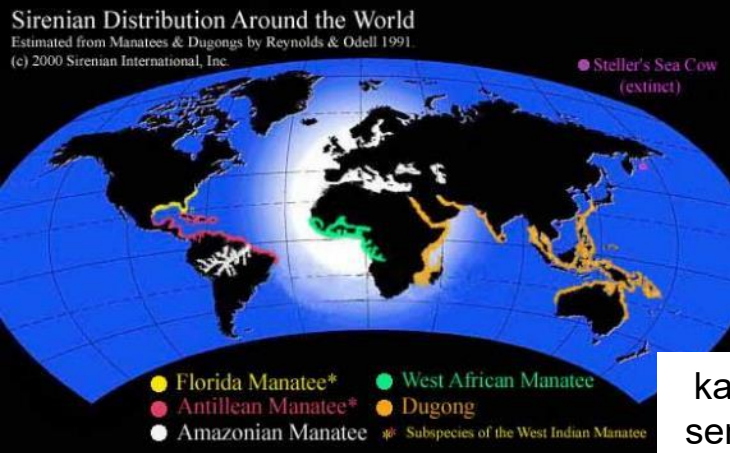 Sirenian Distribution Around the World
Estimated from Manatees & Dugongs by Reynolds & Odell 1991.
(c) 2000 Sirenian International, Inc.
Steller's Sea Cow
(extinct)
Florida Manatee*
Antillean Manatee*
Amazonian Manatee
West African Manatee
Dugong
** Subspecies of the West Indian Manatee